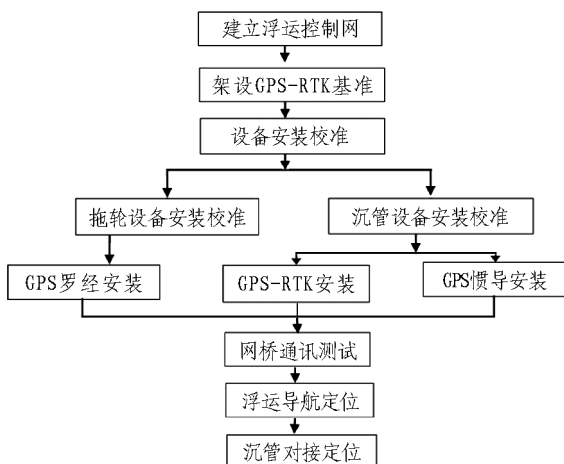 建立浮运控制网
架设GPS-RTK基准
设备安装校准
拖轮设备安装校准
沉管设备安装校准
GPS罗经安装
GPS-RTK安装
GPS惯导安装
网桥通讯测试
浮运导航定位
沉管对接定位